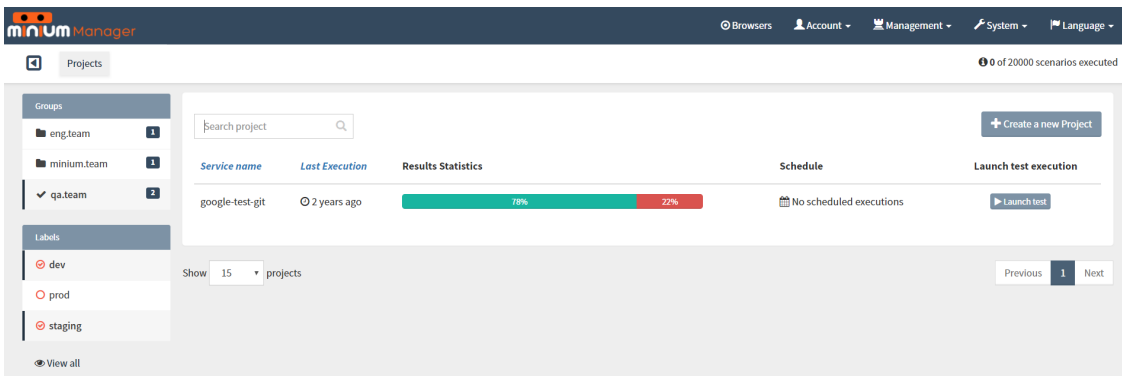 minium Manager
Browsers Account Management System Language
Projects
0 of 20000 scenarios executed
Groups
eng.team 1
minium.team 1
qa.team 2
Labels
dev
prod
staging
View all
Search project
Create a new Project
Service name Last Execution Results Statistics Schedule Launch test execution
google-test-git 2 years ago 78% 22% No scheduled executions Launch test
Show 15 projects
Previous 1 Next